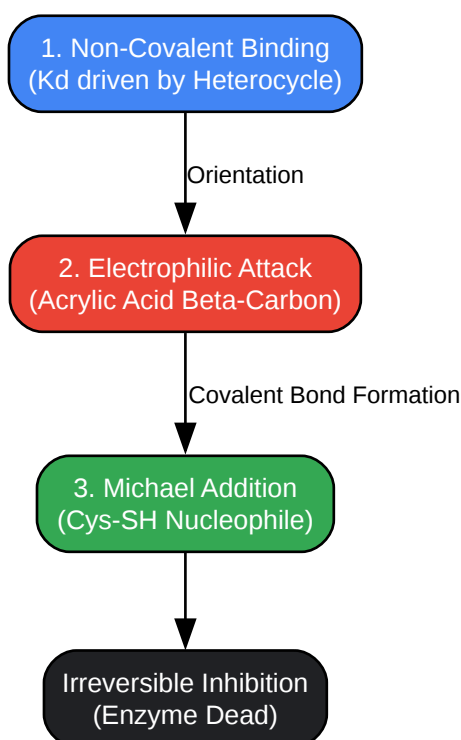 1. Non-Covalent Binding
(Kd driven by Heterocycle)
Orientation
2. Electrophilic Attack
(Acrylic Acid Beta-Carbon)
Covalent Bond Formation
3. Michael Addition
(Cys-SH Nucleophile)
Irreversible Inhibition
(Enzyme Dead)